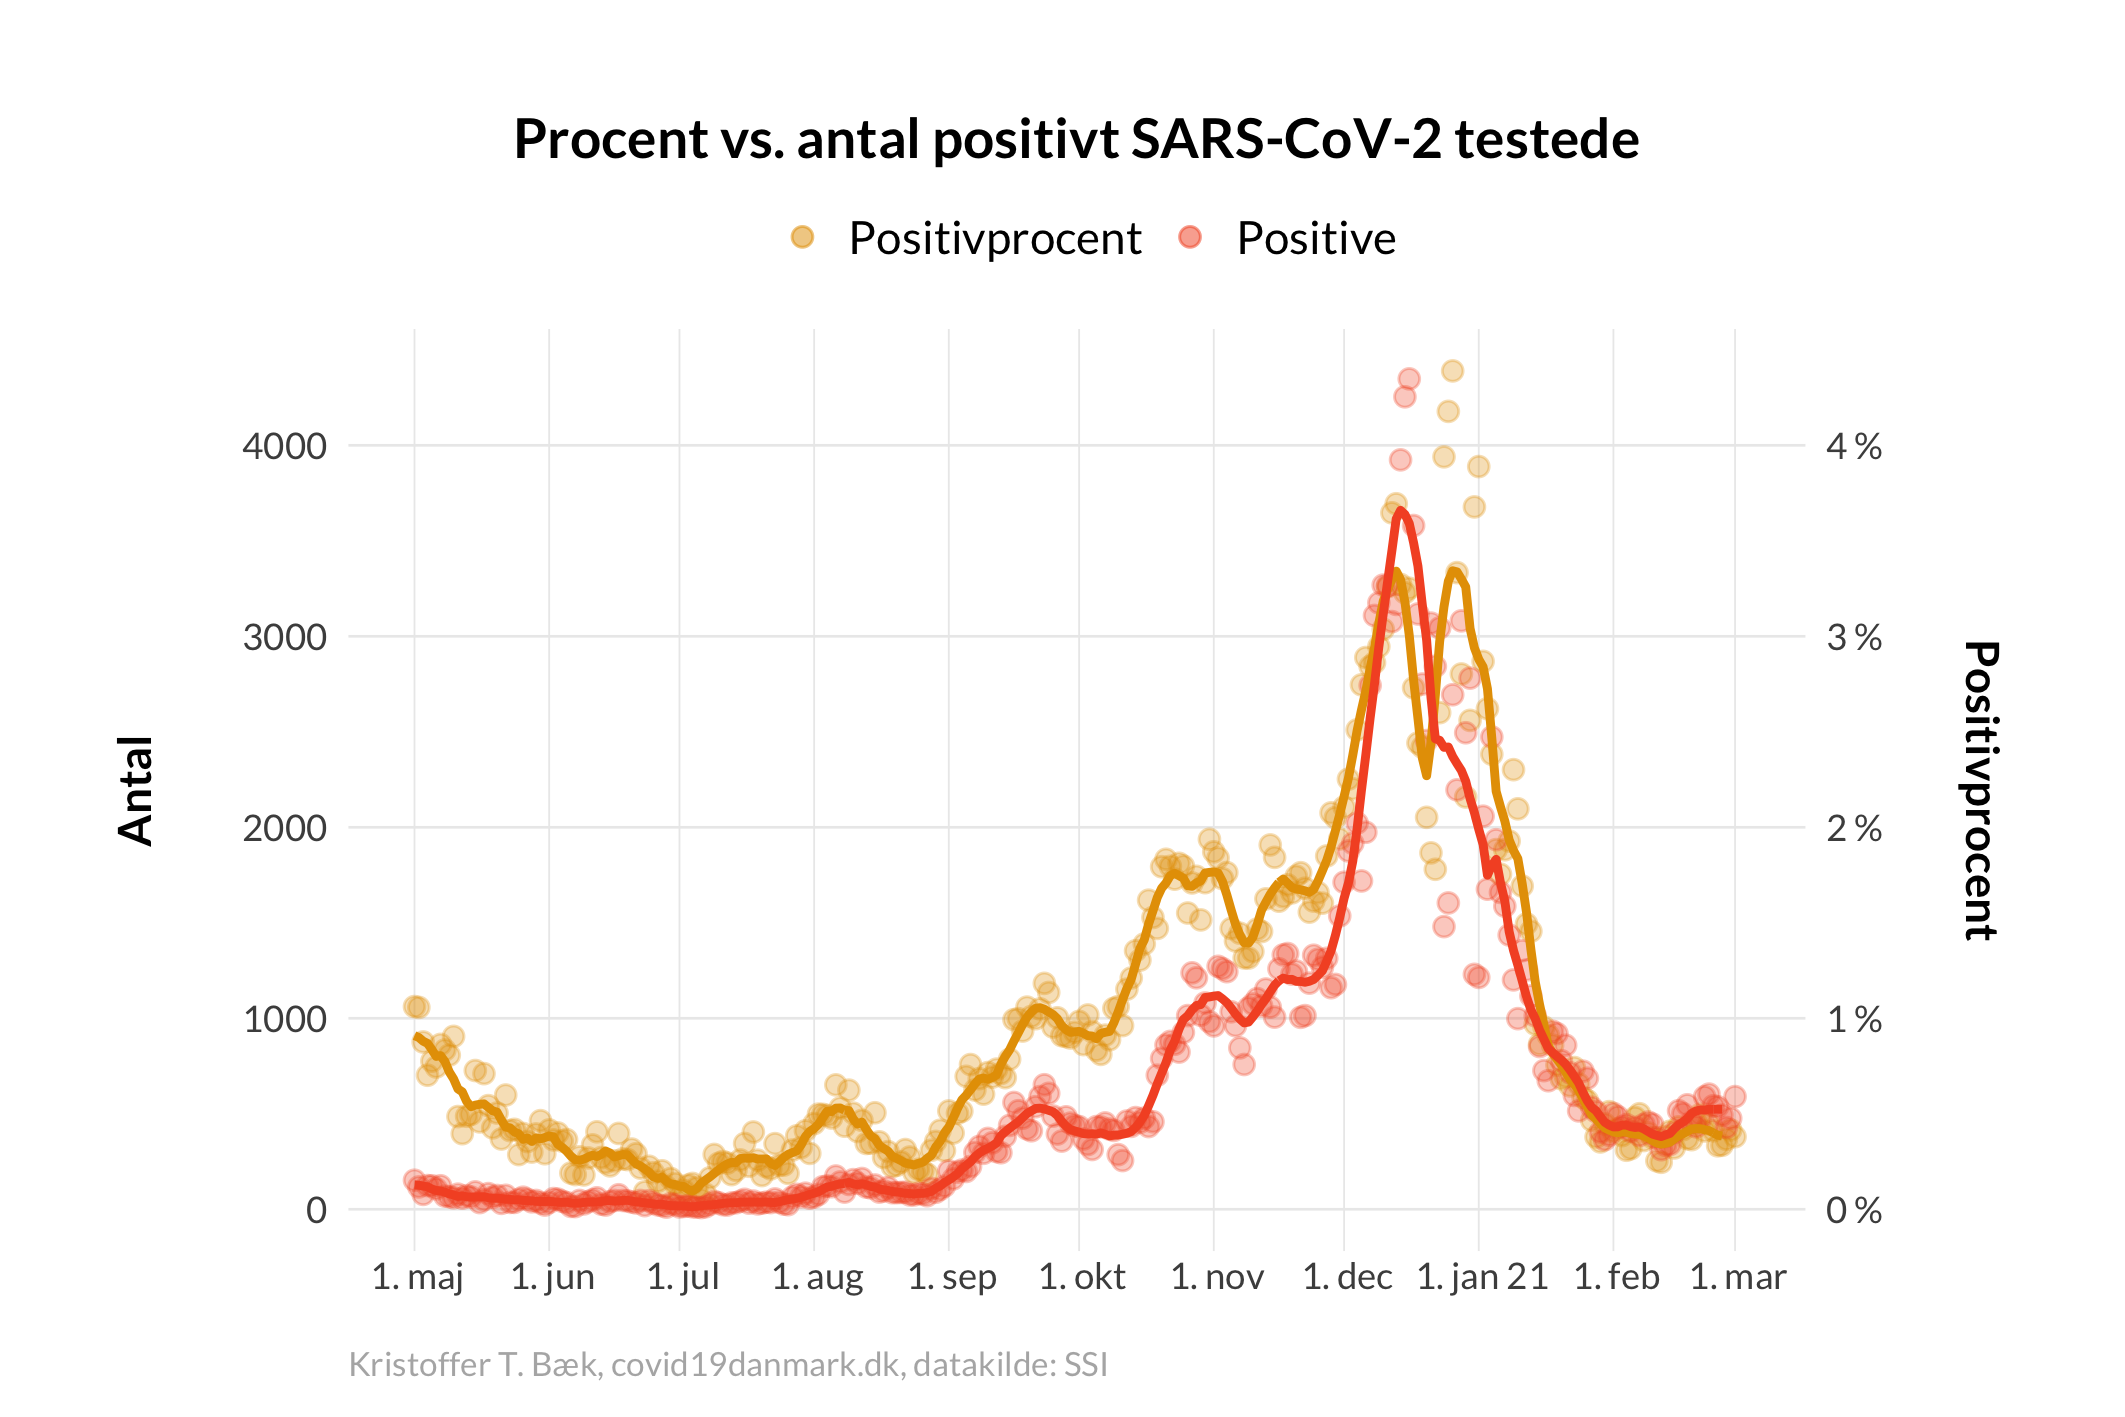 Procent vs. antal positivt SARS-CoV-2 testede
Positivprocent Positive
Antal
4000
3000
2000
1000
0
4 %
3 %
2 %
1 %
0 %
Positivprocent
1. maj 1. jun 1. jul 1. aug 1. sep 1. okt 1. nov 1. dec 1. jan 21 1. feb 1. mar
Kristoffer T. Bæk, covid19danmark.dk, datakilde: SSI